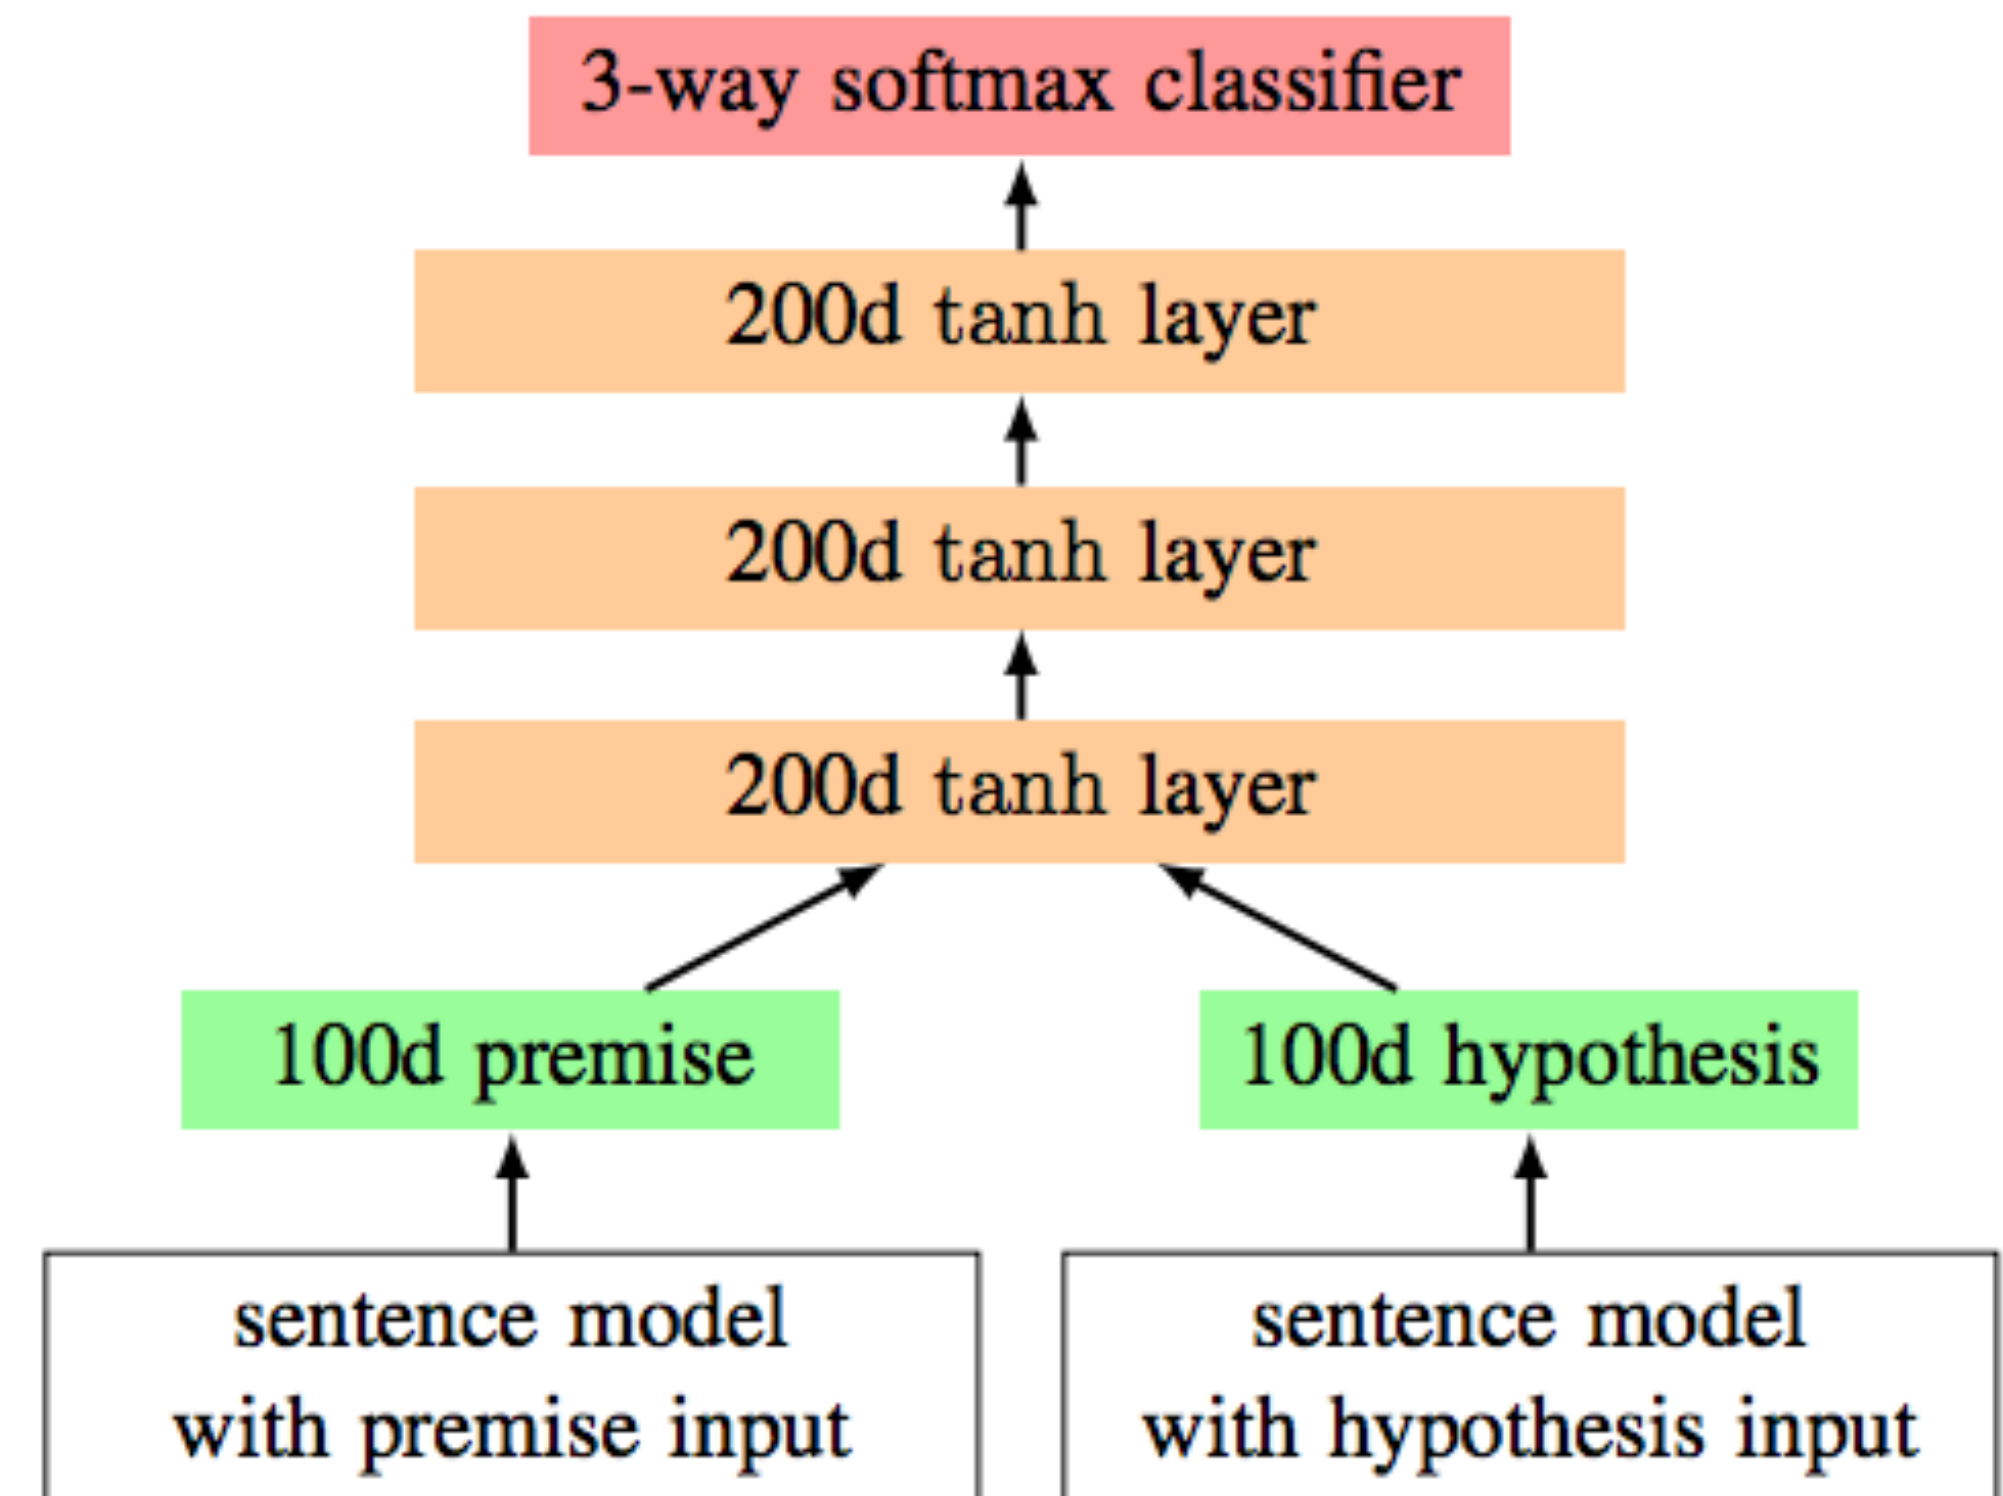 3-way softmax classifier
200d tanh layer
200d tanh layer
200d tanh layer
100d premise
100d hypothesis
sentence model
with premise input
sentence model
with hypothesis input